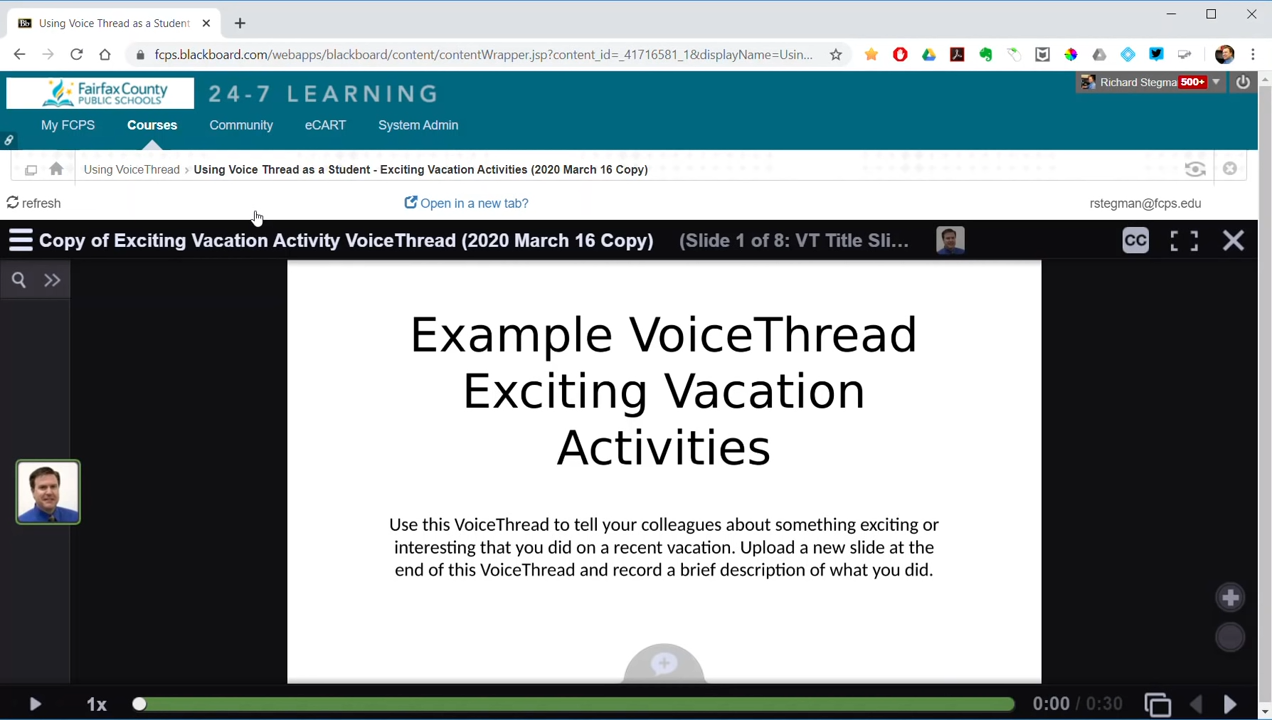 Using Voice Thread as a Student
fcps.blackboard.com/webapps/blackboard/content/contentWrapper.jsp?content_id=_41716581_1&displayName=Usin...
Fairfax County
PUBLIC SCHOOLS
24-7 LEARNING
Richard Stegma 500+
My FCPS Courses Community eCART System Admin
Using VoiceThread › Using Voice Thread as a Student - Exciting Vacation Activities (2020 March 16 Copy)
refresh Open in a new tab? rstegman@fcps.edu
Copy of Exciting Vacation Activity VoiceThread (2020 March 16 Copy) (Slide 1 of 8: VT Title Sli... CC
Example VoiceThread
Exciting Vacation
Activities
Use this VoiceThread to tell your colleagues about something exciting or
interesting that you did on a recent vacation. Upload a new slide at the
end of this VoiceThread and record a brief description of what you did.
1x 0:00 / 0:30